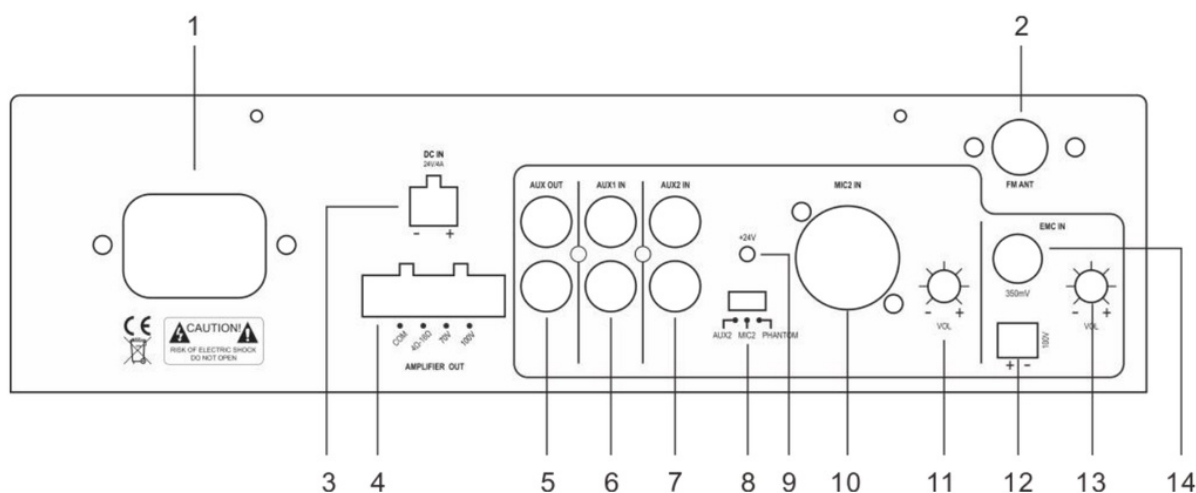 1 2
DC IN
24V/4A
- +
AUX OUT AUX1 IN AUX2 IN MIC2 IN
FM ANT
EMC IN
+24V
350mV
- +
VOL
- +
VOL
AUX2 MIC2 PHANTOM
100V
+ -
COM 4Ω-16Ω 70V 100V
AMPLIFIER OUT
CE
CAUTION!
RISK OF ELECTRIC SHOCK
DO NOT OPEN
3 4 5 6 7 8 9 10 11 12 13 14